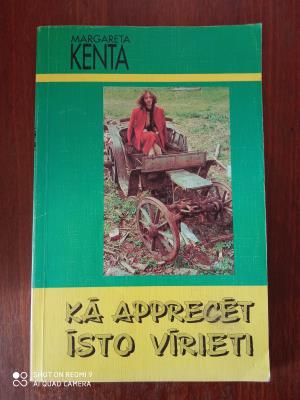 MARGARETA
KENTA
KĀ APPRECĒT
ĪSTO VĪRIETI
SHOT ON REDMI 9
AI QUAD CAMERA